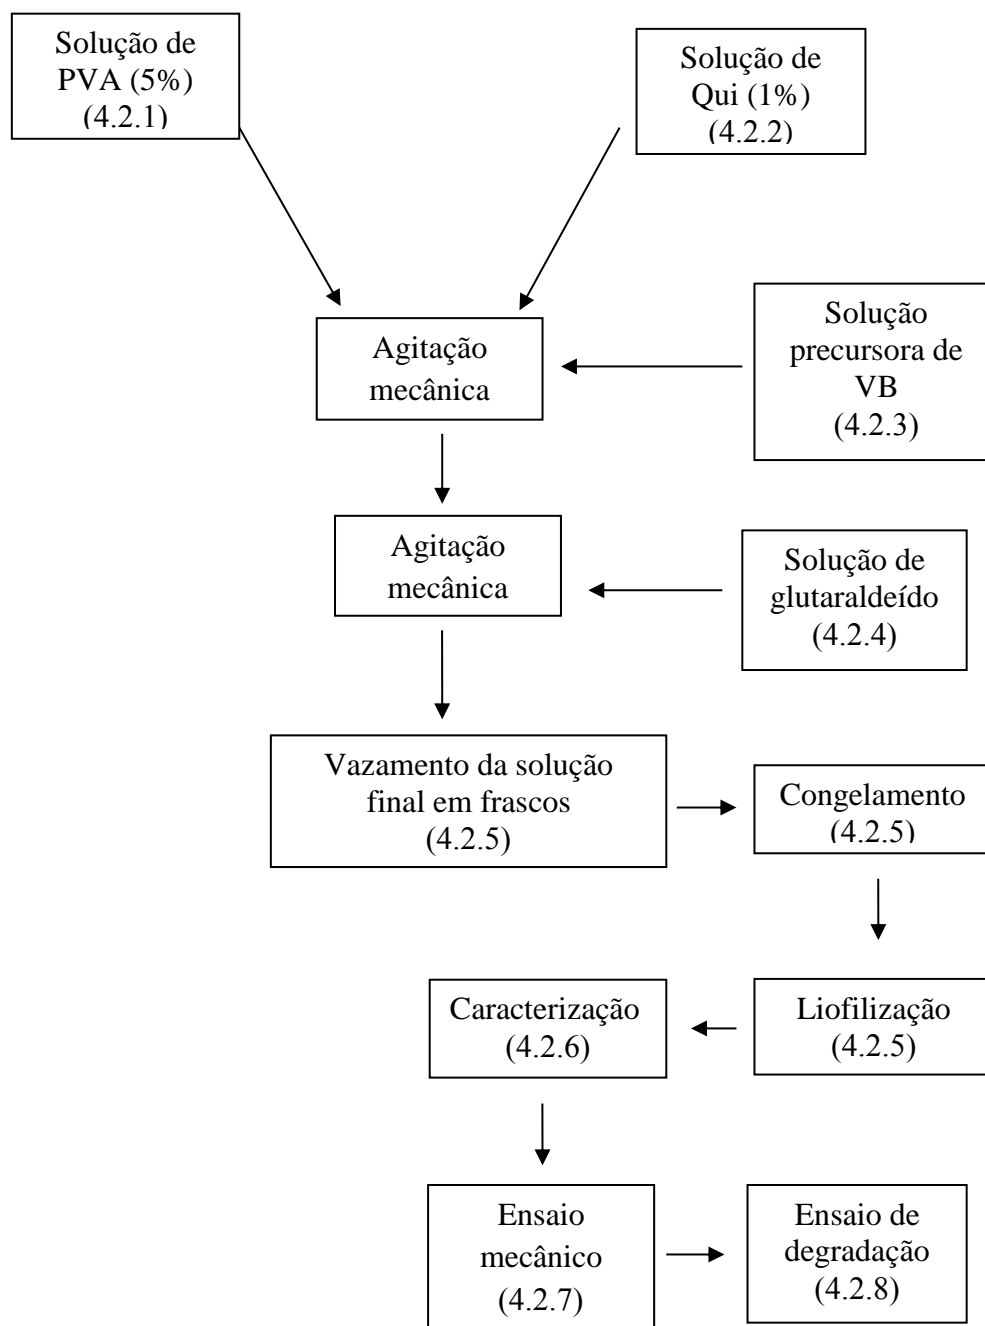 Solução de
PVA (5%)
(4.2.1)
Solução de
Qui (1%)
(4.2.2)
Agitação
mecânica
Solução
precursora de
VB
(4.2.3)
Agitação
mecânica
Solução de
glutaraldeído
(4.2.4)
Vazamento da solução
final em frascos
(4.2.5)
Congelamento
(4.2.5)
Liofilização
(4.2.5)
Caracterização
(4.2.6)
Ensaio
mecânico
(4.2.7)
Ensaio de
degradação
(4.2.8)